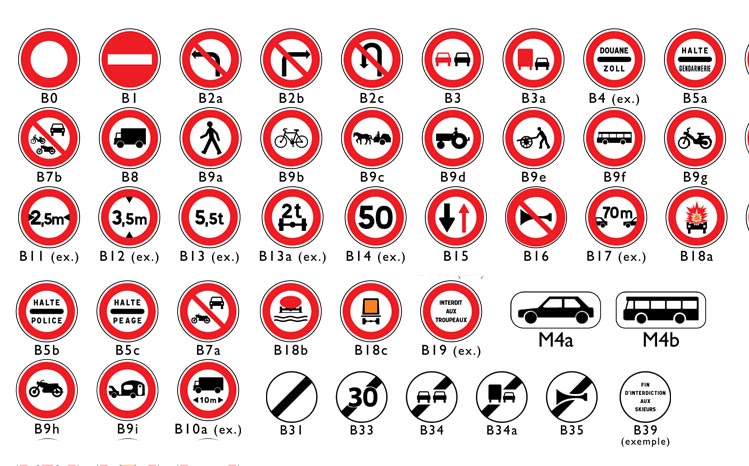 DOUANE
ZOLL
HALTE
GENDARMERIE
B0 B1 B2a B2b B2c B3 B3a B4 (ex.) B5a
B7b B8 B9a B9b B9c B9d B9e B9f B9g
2,5m 3,5m 5,5t 2t 50 70m
B11 (ex.) B12 (ex.) B13 (ex.) B13a (ex.) B14 (ex.) B15 B16 B17 (ex.) B18a
HALTE
POLICE
HALTE
PEAGE
INTERDIT
AUX
TROUPEAUX
B5b B5c B7a B18b B18c B19 (ex.) M4a M4b
10m
30
FIN
D'INTERDICTION
AUX
SKIEURS
B9h B9i B10a (ex.) B31 B33 B34 B34a B35 B39
(exemple)